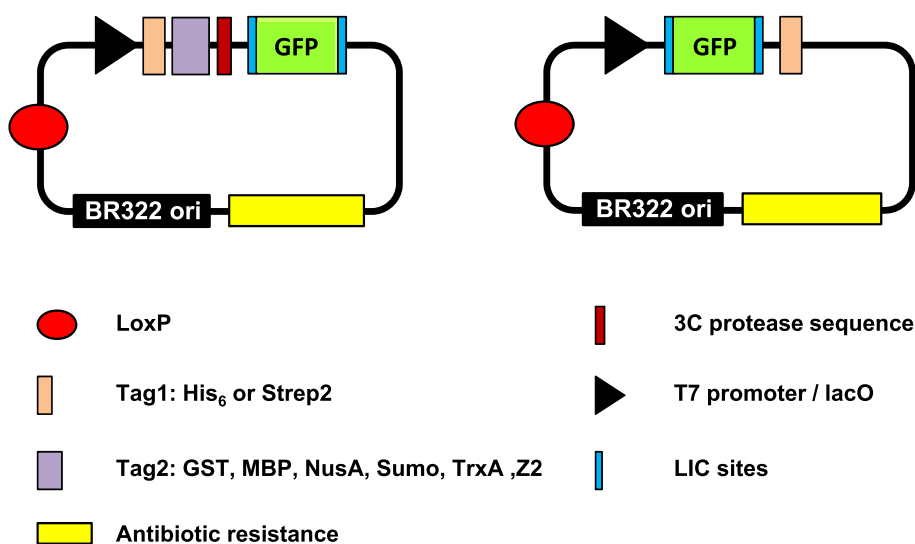 GFP
GFP
BR322 ori
BR322 ori
LoxP
3C protease sequence
Tag1: His₆ or Strep2
T7 promoter / lacO
Tag2: GST, MBP, NusA, Sumo, TrxA ,Z2
LIC sites
Antibiotic resistance